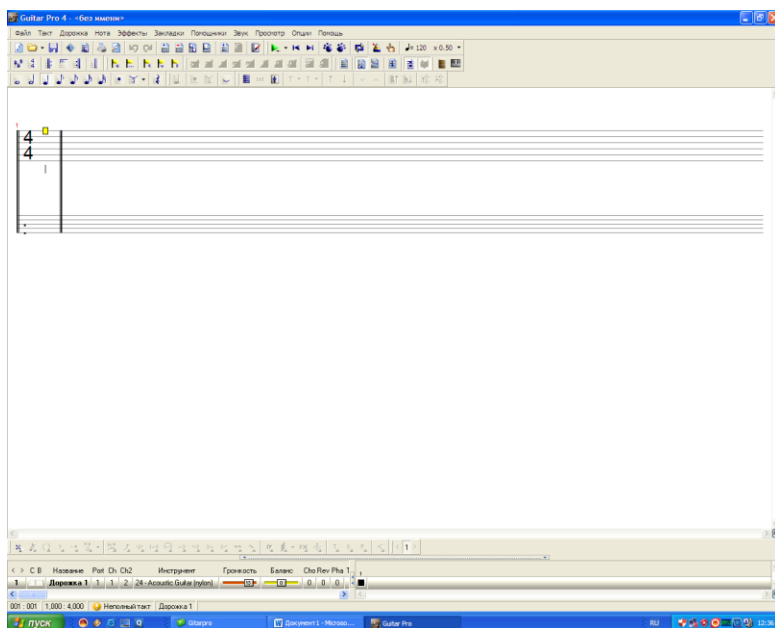 Guitar Pro 4 - «без имени»
Файл Такт Дорожка Нота Эффекты Закладки Помощники Звук Просмотр Опции Помощь
120 x 0.50
1
4
4
1
< > С В Название Port Ch Ch2 Инструмент Громкость Баланс Cho Rev Pha
1 Дорожка 1 1 1 2 24 - Acoustic Guitar (nylon) 0 0 0
001 : 001 1,000 : 4,000 Неполный такт Дорожка 1
пуск Gitarpro Документ1 - Microso... Guitar Pro RU 12:36